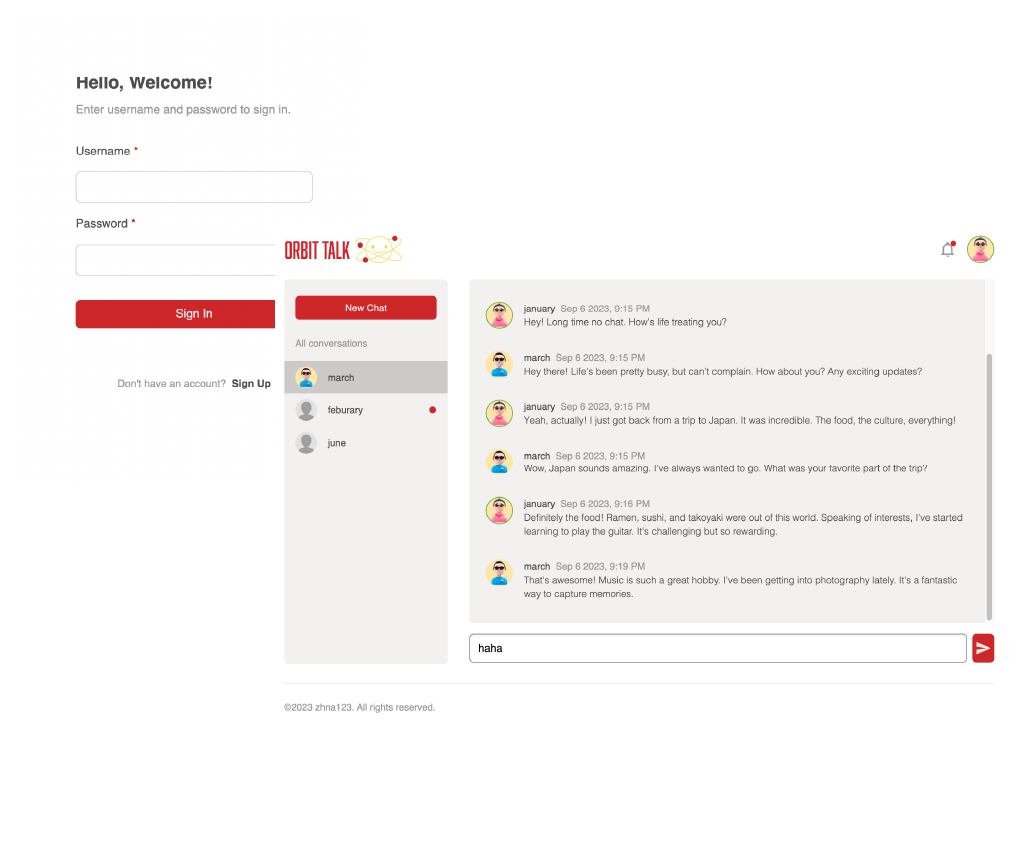 Hello, Welcome!
Enter username and password to sign in.
Username *
Password *
Sign In
Don't have an account? Sign Up
ORBIT TALK
New Chat
All conversations
march
feburary
june
january Sep 6 2023, 9:15 PM
Hey! Long time no chat. How's life treating you?
march Sep 6 2023, 9:15 PM
Hey there! Life's been pretty busy, but can't complain. How about you? Any exciting updates?
january Sep 6 2023, 9:15 PM
Yeah, actually! I just got back from a trip to Japan. It was incredible. The food, the culture, everything!
march Sep 6 2023, 9:15 PM
Wow, Japan sounds amazing. I've always wanted to go. What was your favorite part of the trip?
january Sep 6 2023, 9:16 PM
Definitely the food! Ramen, sushi, and takoyaki were out of this world. Speaking of interests, I've started
learning to play the guitar. It's challenging but so rewarding.
march Sep 6 2023, 9:19 PM
That's awesome! Music is such a great hobby. I've been getting into photography lately. It's a fantastic
way to capture memories.
haha
©2023 zhna123. All rights reserved.